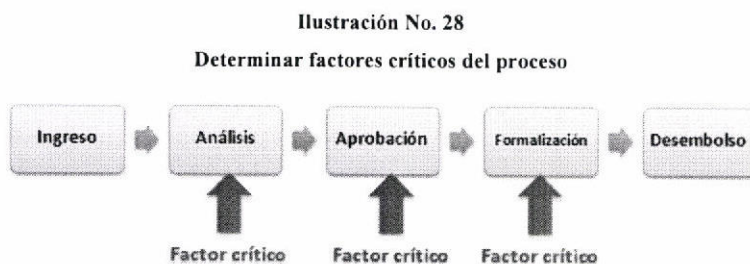 Ilustración No. 28
Determinar factores críticos del proceso
Ingreso Análisis Aprobación Formalización Desembolso
Factor crítico Factor crítico Factor crítico